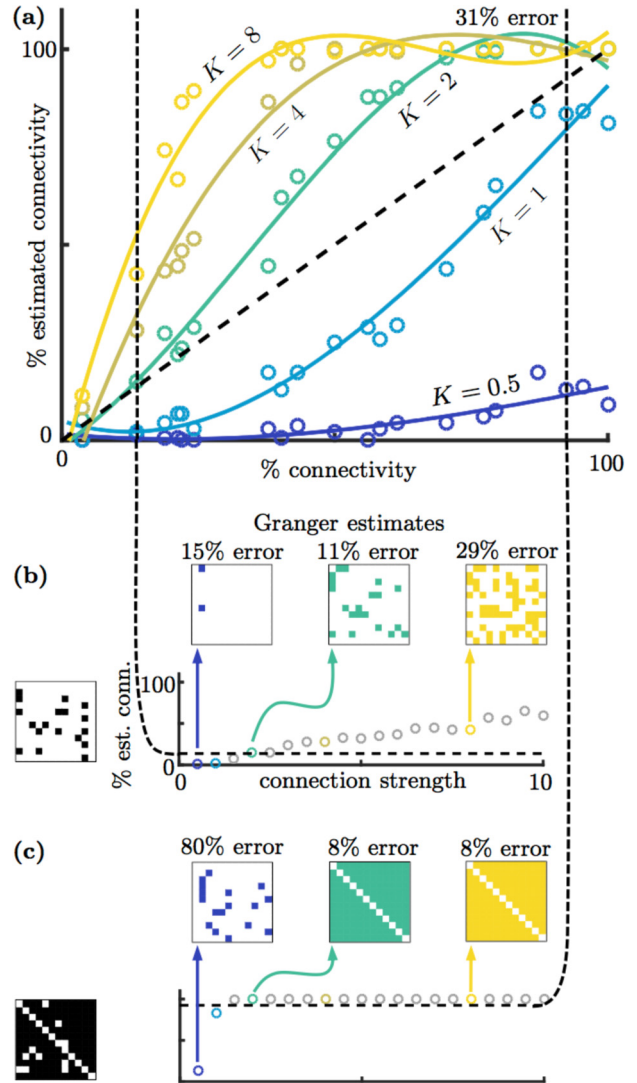 (a)
31% error
100
K = 8
K = 4
K = 2
K = 1
K = 0.5
% estimated connectivity
0
0
% connectivity
100
Granger estimates
(b)
15% error
11% error
29% error
% est. conn.
100
0
0
connection strength
10
(c)
80% error
8% error
8% error